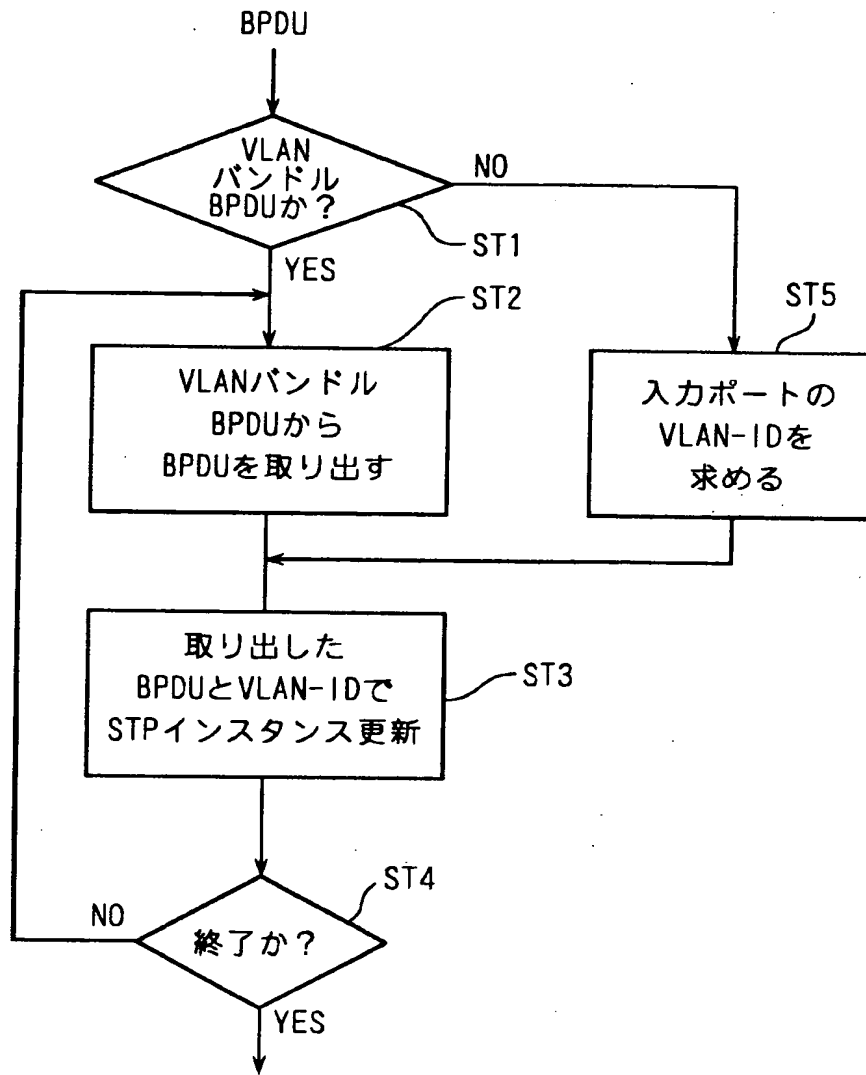 BPDU
VLAN
バンドル
BPDUか？
NO
ST1
YES
ST2
ST5
VLANバンドル
BPDUから
BPDUを取り出す
入力ポートの
VLAN-IDを
求める
取り出した
BPDUとVLAN-IDで
STPインスタンス更新
ST3
ST4
NO
終了か？
YES